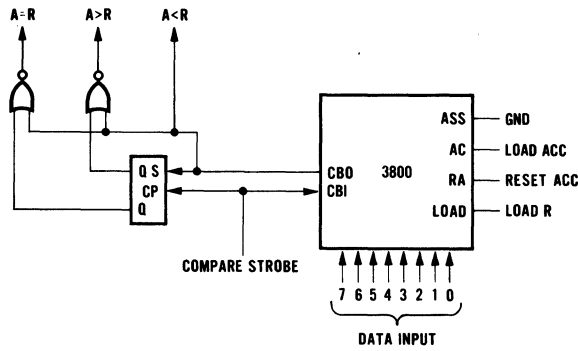 A=R A>R A<R
ASS GND
AC LOAD ACC
3800
CBO
CBI
RA RESET ACC
LOAD LOAD R
Q S
CP
Q
COMPARE STROBE
7 6 5 4 3 2 1 0
DATA INPUT